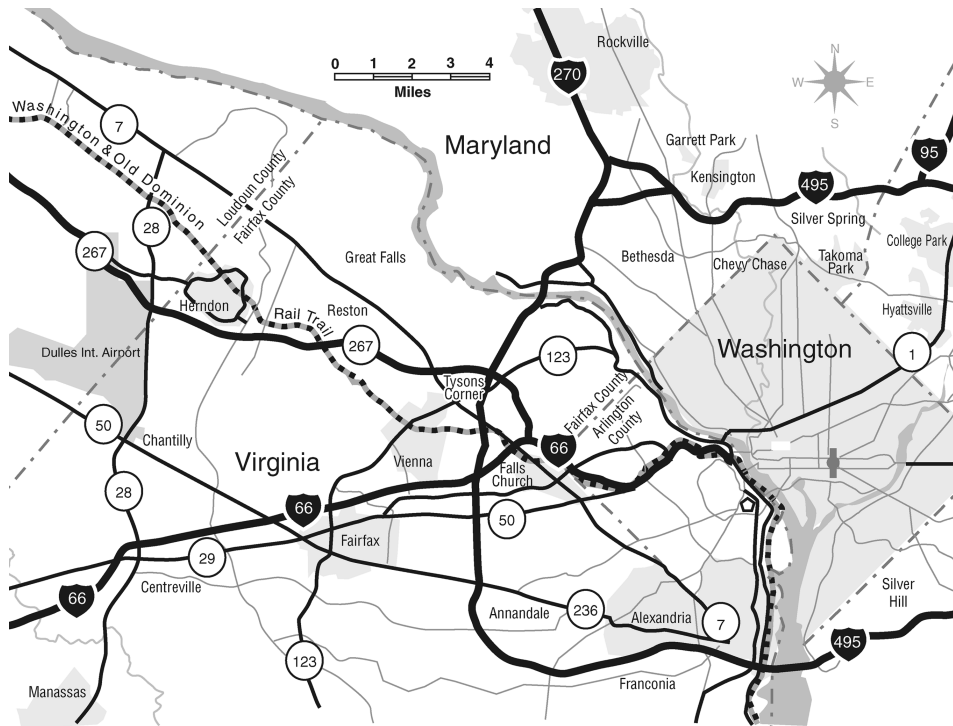 Rockville
N
W E
S
0 1 2 3 4
Miles
270
Maryland
Garrett Park
Kensington
95
495
Silver Spring
Washington & Old Dominion
7
Loudoun County
Fairfax County
28
267
Great Falls
Bethesda
Chevy Chase
Takoma
Park
College Park
Herndon
Rail Trail
Reston
267
Hyattsville
Dulles Int. Airport
123
Washington
1
Tysons
Corner
Fairfax County
Arlington
County
50
Chantilly
Virginia
Vienna
66
Falls
Church
28
66
50
Fairfax
29
Centreville
66
Annandale
236
Alexandria
7
Silver
Hill
495
123
Franconia
Manassas